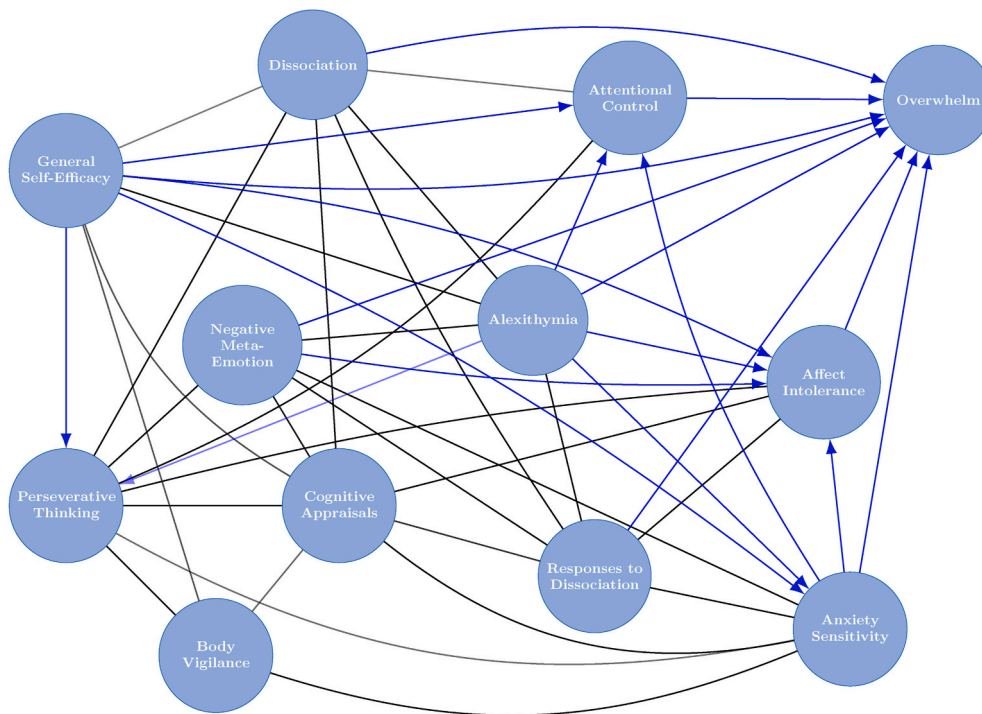 Dissociation
Attentional
Control
Overwhelm
General
Self-Efficacy
Alexithymia
Negative
Meta-
Emotion
Affect
Intolerance
Perseverative
Thinking
Cognitive
Appraisals
Responses to
Dissociation
Anxiety
Sensitivity
Body
Vigilance